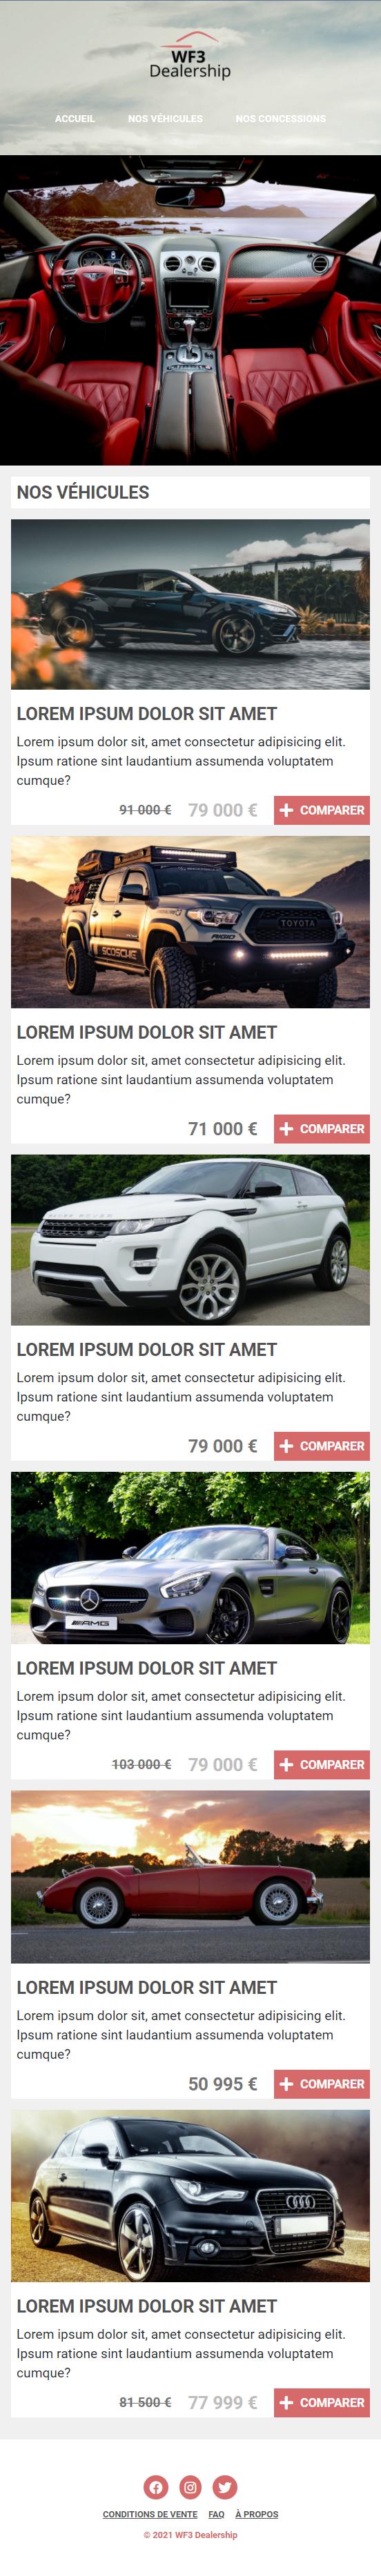 WF3
Dealership
ACCUEIL NOS VÉHICULES NOS CONCESSIONS
NOS VÉHICULES
LOREM IPSUM DOLOR SIT AMET
Lorem ipsum dolor sit, amet consectetur adipisicing elit.
Ipsum ratione sint laudantium assumenda voluptatem
cumque?
91 000 € 79 000 € COMPARER
SCOSCHE
TOYOTA
LOREM IPSUM DOLOR SIT AMET
Lorem ipsum dolor sit, amet consectetur adipisicing elit.
Ipsum ratione sint laudantium assumenda voluptatem
cumque?
71 000 € COMPARER
LOREM IPSUM DOLOR SIT AMET
Lorem ipsum dolor sit, amet consectetur adipisicing elit.
Ipsum ratione sint laudantium assumenda voluptatem
cumque?
79 000 € COMPARER
AMG
LOREM IPSUM DOLOR SIT AMET
Lorem ipsum dolor sit, amet consectetur adipisicing elit.
Ipsum ratione sint laudantium assumenda voluptatem
cumque?
103 000 € 79 000 € COMPARER
LOREM IPSUM DOLOR SIT AMET
Lorem ipsum dolor sit, amet consectetur adipisicing elit.
Ipsum ratione sint laudantium assumenda voluptatem
cumque?
50 995 € COMPARER
LOREM IPSUM DOLOR SIT AMET
Lorem ipsum dolor sit, amet consectetur adipisicing elit.
Ipsum ratione sint laudantium assumenda voluptatem
cumque?
81 500 € 77 999 € COMPARER
CONDITIONS DE VENTE FAQ À PROPOS
© 2021 WF3 Dealership